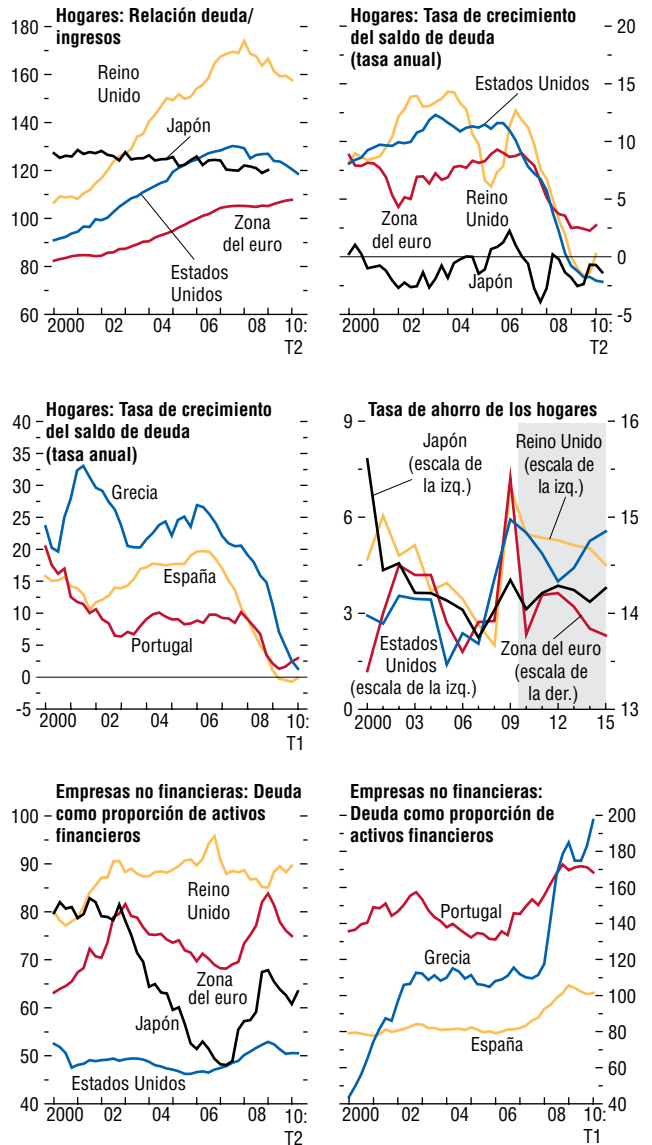 Hogares: Relación deuda/
ingresos
180
160
140
120
100
80
60
Reino
Unido
Japón
Zona
del euro
Estados
Unidos
2000 02 04 06 08 10:
T2
Hogares: Tasa de crecimiento
del saldo de deuda
(tasa anual)
20
15
10
5
0
-5
Estados Unidos
Zona
del euro
Reino
Unido
Japón
2000 02 04 06 08 10:
T2
Hogares: Tasa de crecimiento
del saldo de deuda
(tasa anual)
40
35
30
25
20
15
10
5
0
-5
Grecia
España
Portugal
2000 02 04 06 08 10:
T1
Tasa de ahorro de los hogares
9
6
3
0
16
15
14
13
Japón
(escala de
la izq.)
Reino Unido
(escala de
la izq.)
Estados
Unidos
(escala de la izq.)
Zona del euro
(escala de
la der.)
2000 03 06 09 12 15
Empresas no financieras: Deuda
como proporción de activos
financieros
100
90
80
70
60
50
40
Reino
Unido
Zona
del euro
Japón
Estados Unidos
2000 02 04 06 08 10:
T2
Empresas no financieras:
Deuda como proporción de
activos financieros
200
180
160
140
120
100
80
60
40
Portugal
Grecia
España
2000 02 04 06 08 10:
T1